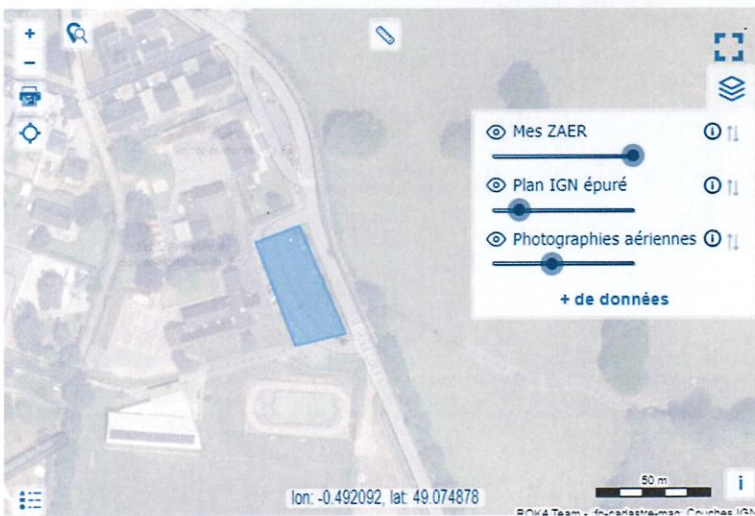 +
−
Mes ZAER
Plan IGN épuré
Photographies aériennes
+ de données
lon: -0.492092, lat: 49.074878
50 m
i